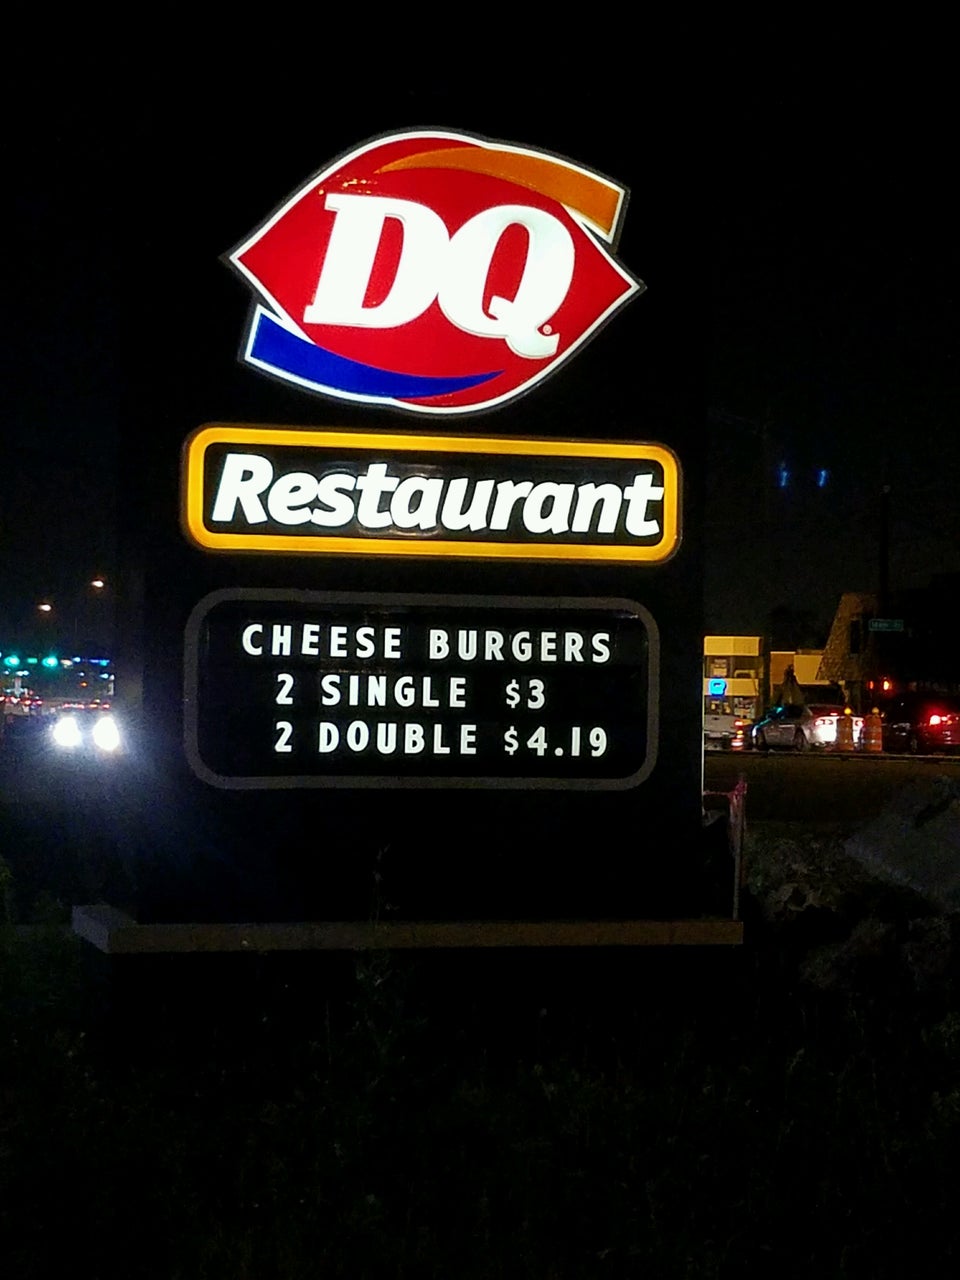 DQ®
Restaurant
CHEESE BURGERS
2 SINGLE $3
2 DOUBLE $4.19